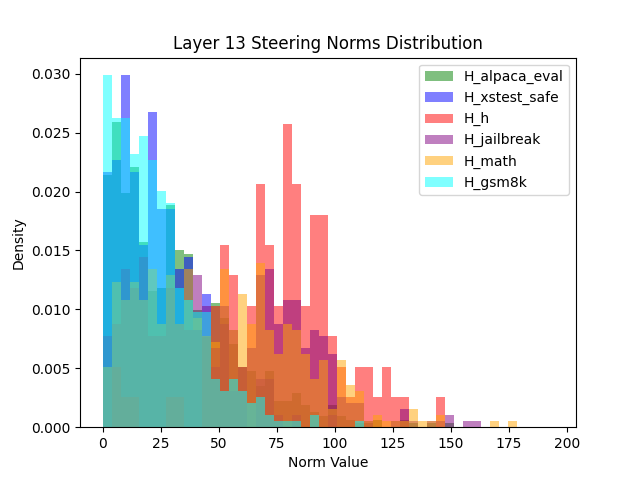 Layer 13 Steering Norms Distribution
H_alpaca_eval
H_xstest_safe
H_h
H_jailbreak
H_math
H_gsm8k
Density
0.030
0.025
0.020
0.015
0.010
0.005
0.000
0 25 50 75 100 125 150 175 200
Norm Value